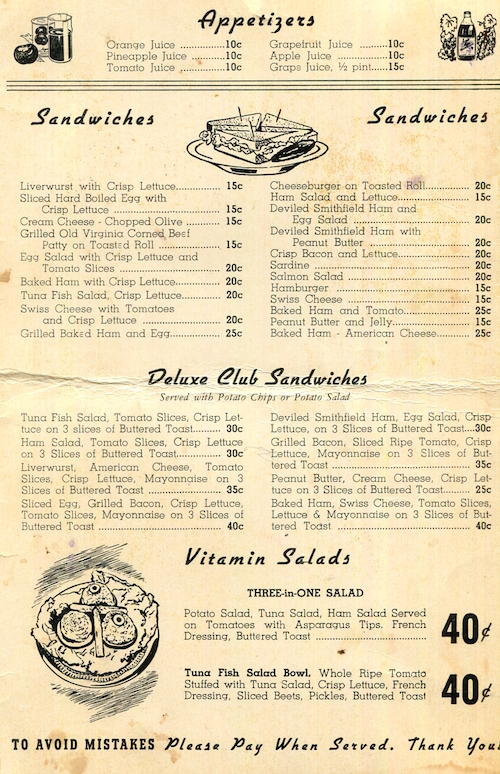 Appetizers
Orange Juice ............10c
Pineapple Juice ..........10c
Tomato Juice .............10c
Grapefruit Juice .......10c
Apple Juice ..............10c
Grape Juice, ½ pint.....15c
Sandwiches
Sandwiches
Liverwurst with Crisp Lettuce............ 15c
Sliced Hard Boiled Egg with
Crisp Lettuce ........................ 15c
Cream Cheese - Chopped Olive ........... 15c
Grilled Old Virginia Corned Beef
Patty on Toasted Roll ................. 15c
Egg Salad with Crisp Lettuce and
Tomato Slices ........................ 20c
Baked Ham with Crisp Lettuce.......... 20c
Tuna Fish Salad, Crisp Lettuce.......... 20c
Swiss Cheese with Tomatoes
and Crisp Lettuce .................... 20c
Grilled Baked Ham and Egg............. 25c
Cheeseburger on Toasted Roll............. 20c
Ham Salad and Lettuce..................... 15c
Deviled Smithfield Ham and
Egg Salad .......................... 20c
Deviled Smithfield Ham with
Peanut Butter ........................ 20c
Crisp Bacon and Lettuce................... 20c
Sardine .................................. 20c
Salmon Salad ............................. 20c
Hamburger ................................ 15c
Swiss Cheese ............................. 15c
Baked Ham and Tomato.................... 25c
Peanut Butter and Jelly................... 15c
Baked Ham - American Cheese........... 25c
Deluxe Club Sandwiches
Served with Potato Chips or Potato Salad
Tuna Fish Salad, Tomato Slices, Crisp Let-
tuce on 3 slices of Buttered Toast....... 30c
Ham Salad, Tomato Slices, Crisp Lettuce
on 3 Slices of Buttered Toast............ 30c
Liverwurst, American Cheese, Tomato
Slices, Crisp Lettuce, Mayonnaise on 3
Slices of Buttered Toast .................. 35c
Sliced Egg, Grilled Bacon, Crisp Lettuce,
Tomato Slices, Mayonnaise on 3 Slices of
Buttered Toast ............................ 40c
Deviled Smithfield Ham, Egg Salad, Crisp
Lettuce, on 3 Slices of Buttered Toast....30c
Grilled Bacon, Sliced Ripe Tomato, Crisp
Lettuce, Mayonnaise on 3 Slices of But-
tered Toast ............................... 35c
Peanut Butter, Cream Cheese, Crisp Let-
tuce on 3 Slices of Buttered Toast....... 25c
Baked Ham, Swiss Cheese, Tomato Slices,
Lettuce & Mayonnaise on 3 Slices of But-
tered Toast ............................... 40c
Vitamin Salads
THREE-in-ONE SALAD
Potato Salad, Tuna Salad, Ham Salad Served
on Tomatoes with Asparagus Tips. French
Dressing, Buttered Toast ............................
40¢
Tuna Fish Salad Bowl, Whole Ripe Tomato
Stuffed with Tuna Salad, Crisp Lettuce, French
Dressing, Sliced Beets, Pickles, Buttered Toast
40¢
TO AVOID MISTAKES Please Pay When Served. Thank You!